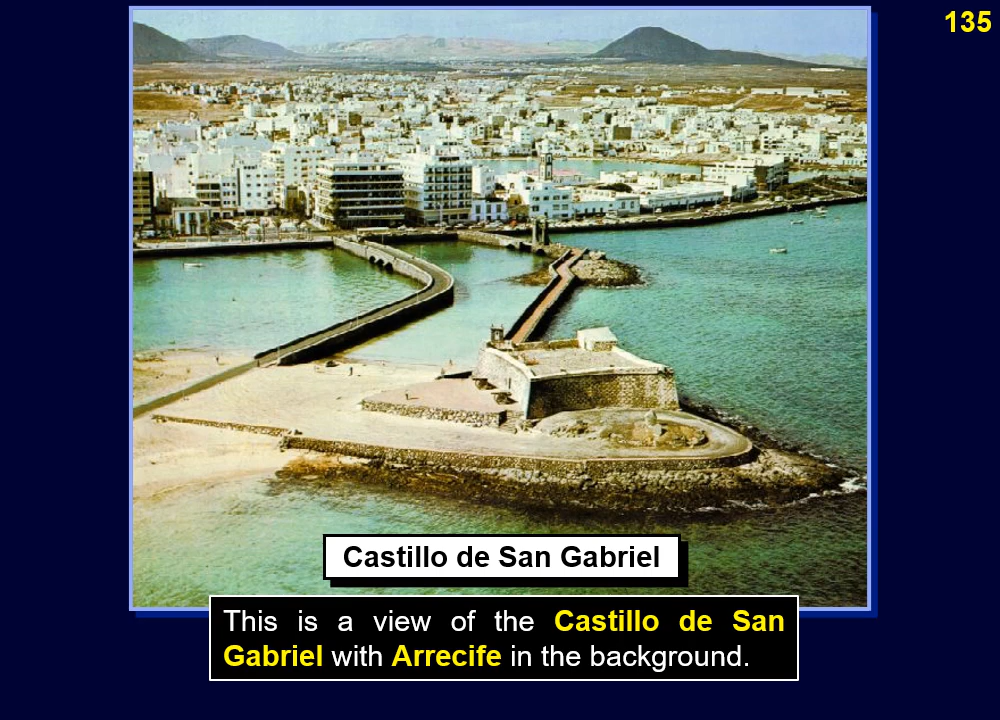 135
Castillo de San Gabriel
This is a view of the Castillo de San
Gabriel with Arrecife in the background.